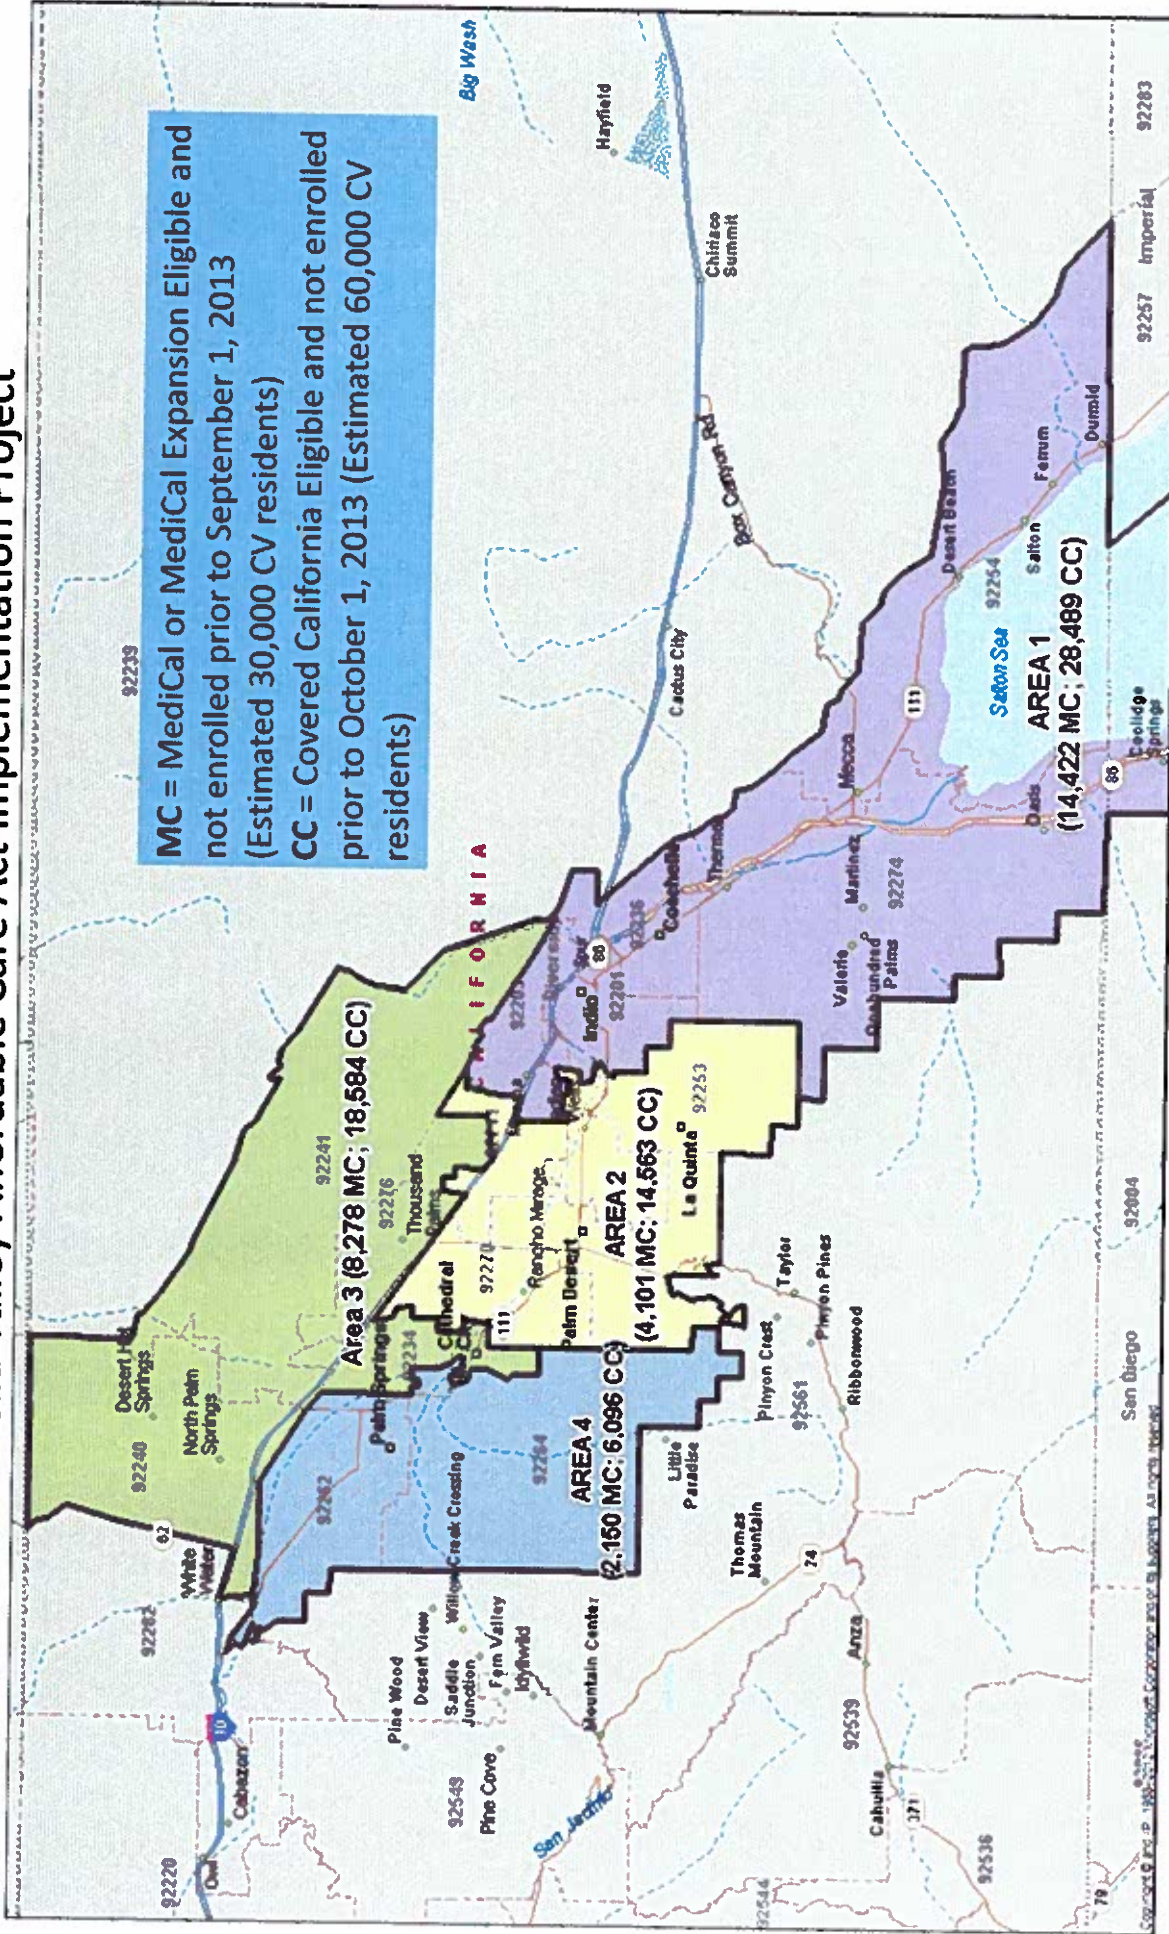 Affordable Care Act Implementation Project
MC = MediCal or MediCal Expansion Eligible and
not enrolled prior to September 1, 2013
(Estimated 30,000 CV residents)
CC = Covered California Eligible and not enrolled
prior to October 1, 2013 (Estimated 60,000 CV
residents)
92239
Big Wash
Hayfield
Chiriaco
Summit
Cactus City
Box Canyon Rd
92240
Desert Hot
Springs
North Palm
Springs
92241
Area 3 (8,278 MC; 18,584 CC)
92276
Thousand
Palms
62
White
Water
92282
92220
10
Cabazon
92262
Palm Springs
92234
Cathedral
City
92270
Rancho Mirage
111
Palm Desert
AREA 2
(4,101 MC; 14,563 CC)
La Quinta
92253
92264
AREA 4
(2,150 MC; 6,096 CC)
Indio
92201
86
92236
Coachella
Thermal
Mecca
111
Martinez
92274
Valerie
Onehundred
Palms
Oasis
Desert Beach
92254
Salton
Ferrum
Durmid
Salton Sea
AREA 1
(14,422 MC; 28,489 CC)
86
Coolidge
Springs
92257
Imperial
92283
Pine Wood
Desert View
Willow Creek Crossing
Saddle
Junction
Fern Valley
Idyllwild
92549
Pine Cove
Mountain Center
San Jacinto
Little
Paradise
Pinyon Crest
Taylor
Pinyon Pines
92561
Ribbonwood
Thomas
Mountain
74
Anza
92539
Cahuilla
371
92536
92544
79
San Diego
92004